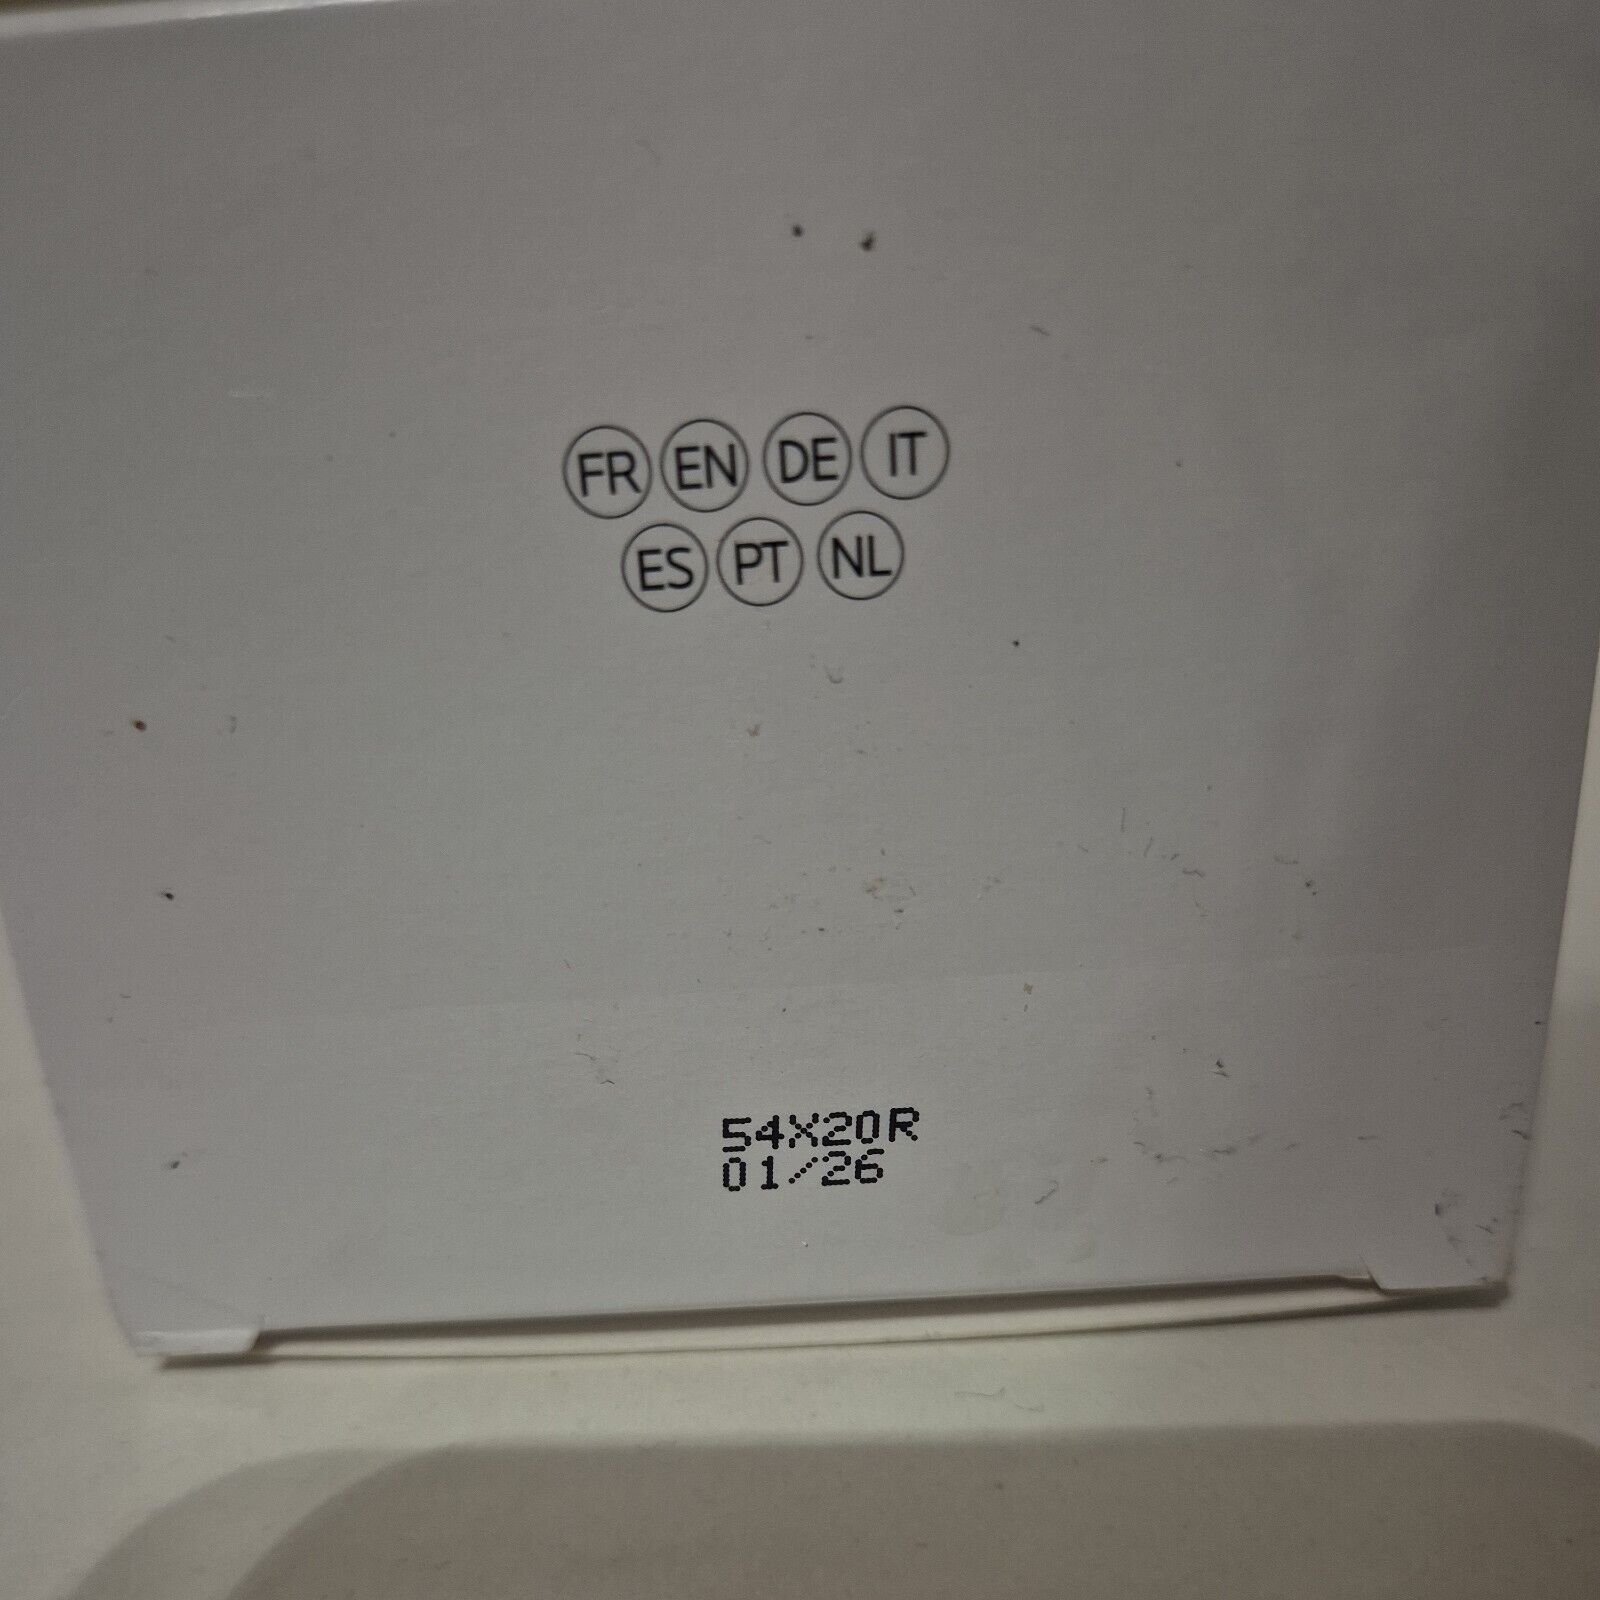 FR EN DE IT
ES PT NL
54X20R
01/26